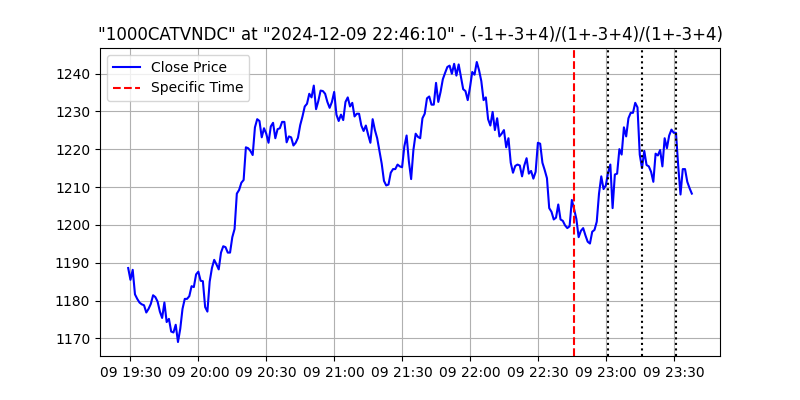 "1000CATVNDC" at "2024-12-09 22:46:10" - (-1+-3+4)/(1+-3+4)/(1+-3+4)
Close Price
Specific Time
1240
1230
1220
1210
1200
1190
1180
1170
09 19:30 09 20:00 09 20:30 09 21:00 09 21:30 09 22:00 09 22:30 09 23:00 09 23:30